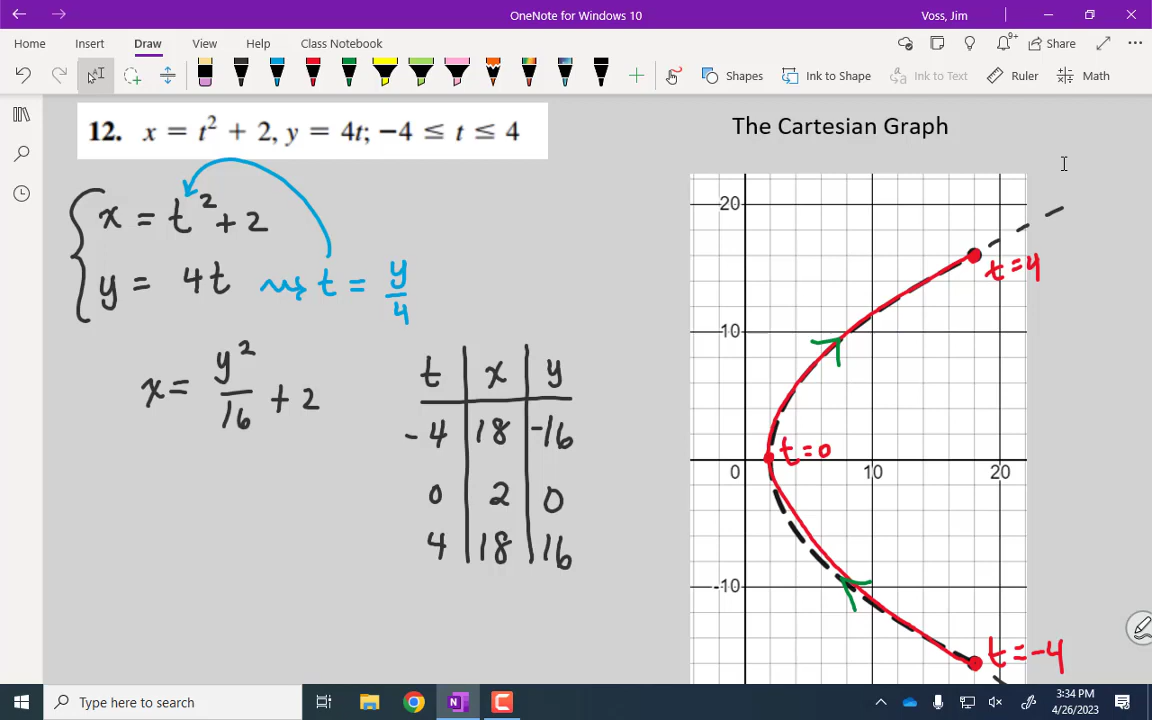 OneNote for Windows 10
Voss, Jim
Home Insert Draw View Help Class Notebook
9+ Share
Shapes Ink to Shape Ink to Text Ruler Math
12. x = t² + 2, y = 4t; −4 ≤ t ≤ 4
The Cartesian Graph
x = t² + 2
y = 4t t = y/4
x = y²/16 + 2
t x y
-4 18 -16
0 2 0
4 18 16
20
t = 4
10
t = 0
0 10 20
-10
t = -4
Type here to search
3:34 PM
4/26/2023